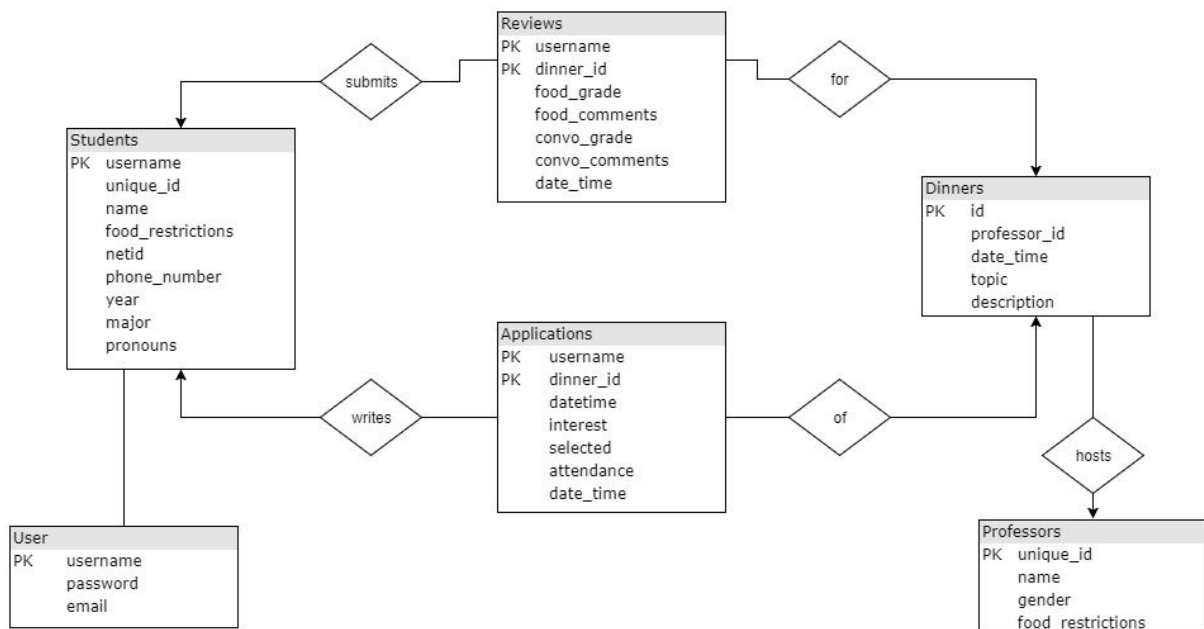 Reviews
PK username
PK dinner_id
food_grade
food_comments
convo_grade
convo_comments
date_time
submits
for
Students
PK username
unique_id
name
food_restrictions
netid
phone_number
year
major
pronouns
Dinners
PK id
professor_id
date_time
topic
description
Applications
PK username
PK dinner_id
datetime
interest
selected
attendance
date_time
writes
of
hosts
User
PK username
password
email
Professors
PK unique_id
name
gender
food_restrictions